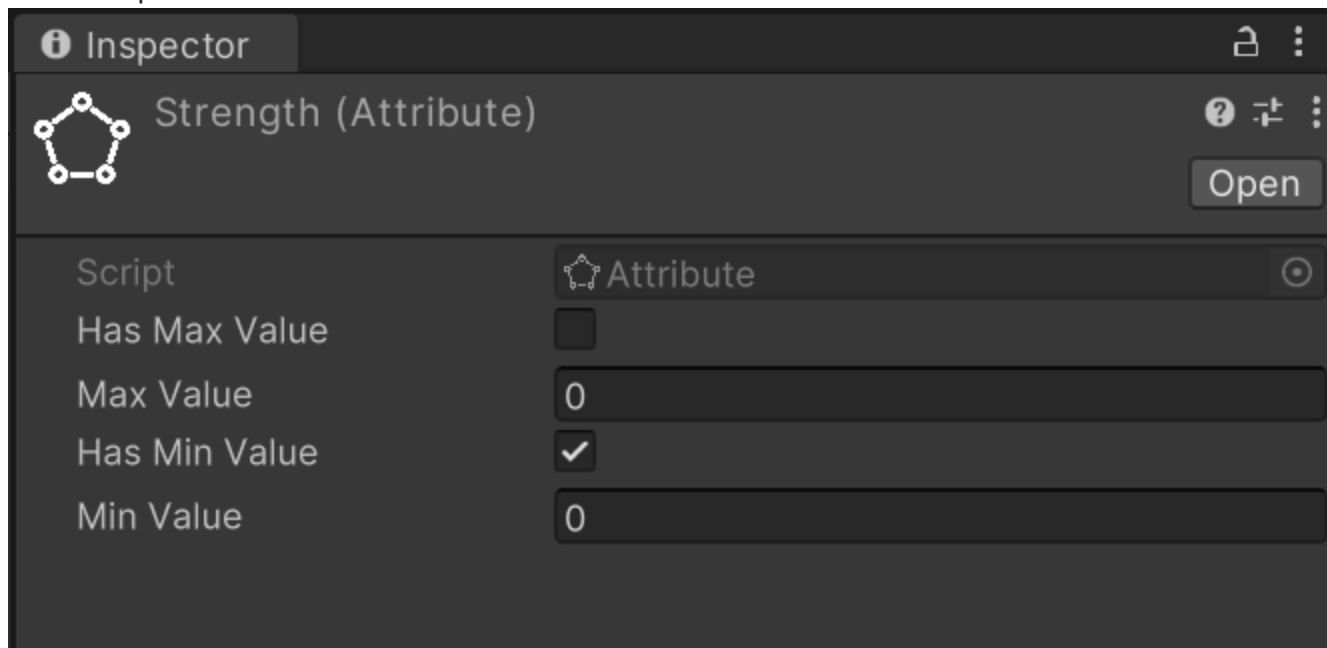 Inspector
Strength (Attribute)
Open
Script Attribute
Has Max Value
Max Value 0
Has Min Value
Min Value 0